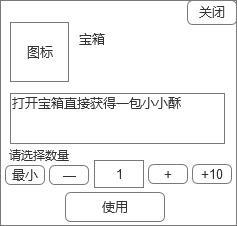 关闭
图标
宝箱
打开宝箱直接获得一包小小酥
请选择数量
最小 — 1 + +10
使用